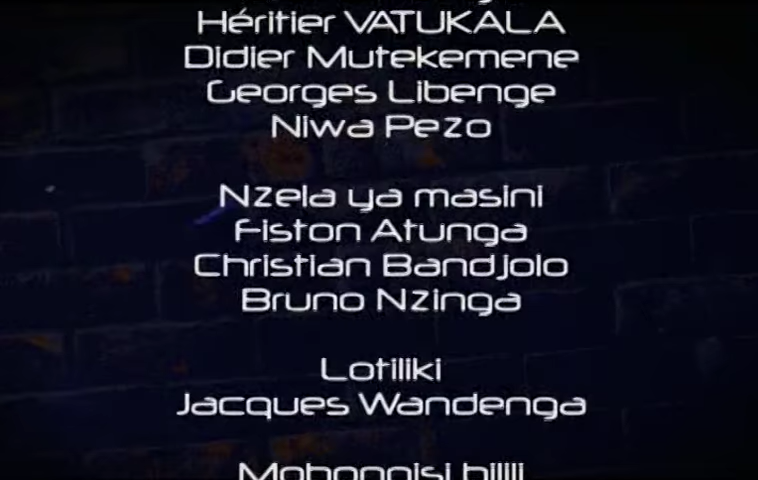 Héritier VATUKALA
Didier Mutekemene
Georges Libenge
Niwa Pezo
Nzela ya masini
Fiston Atunga
Christian Bandjolo
Bruno Nzinga
Lotiliki
Jacques Wandenga